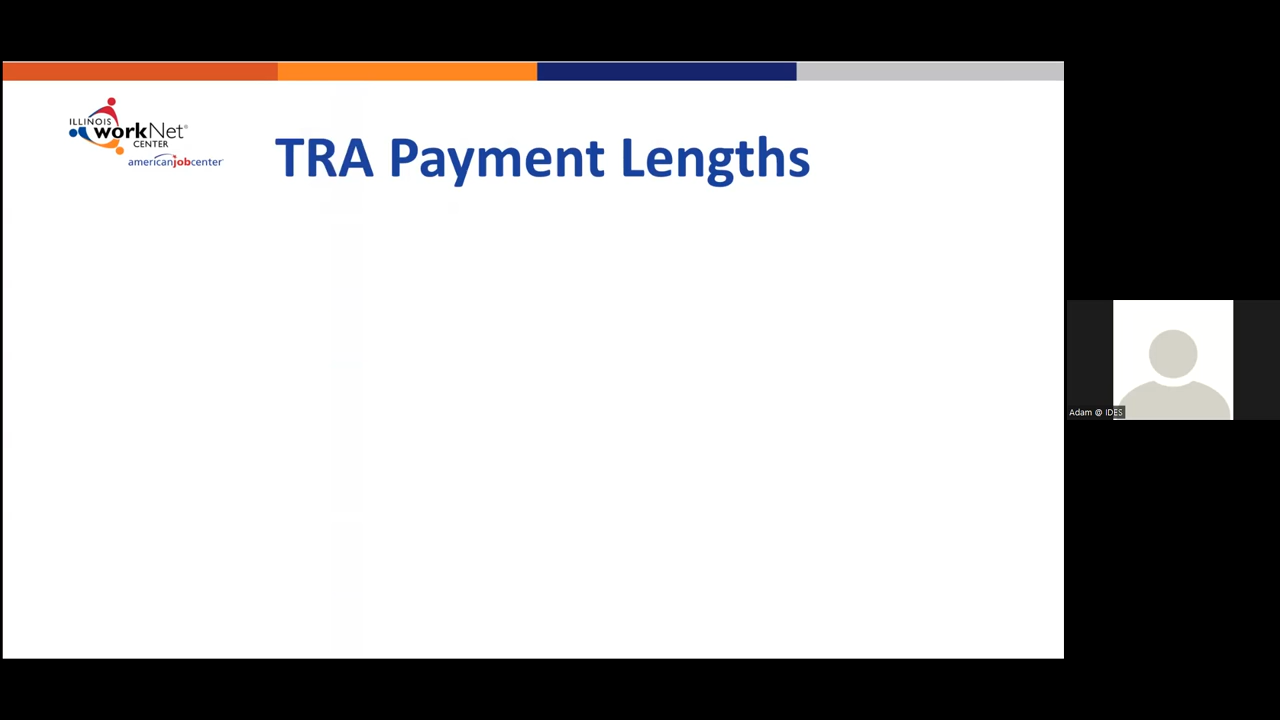 ILLINOIS
workNet®
CENTER
americanjobcenter
TRA Payment Lengths
Adam @ IDES